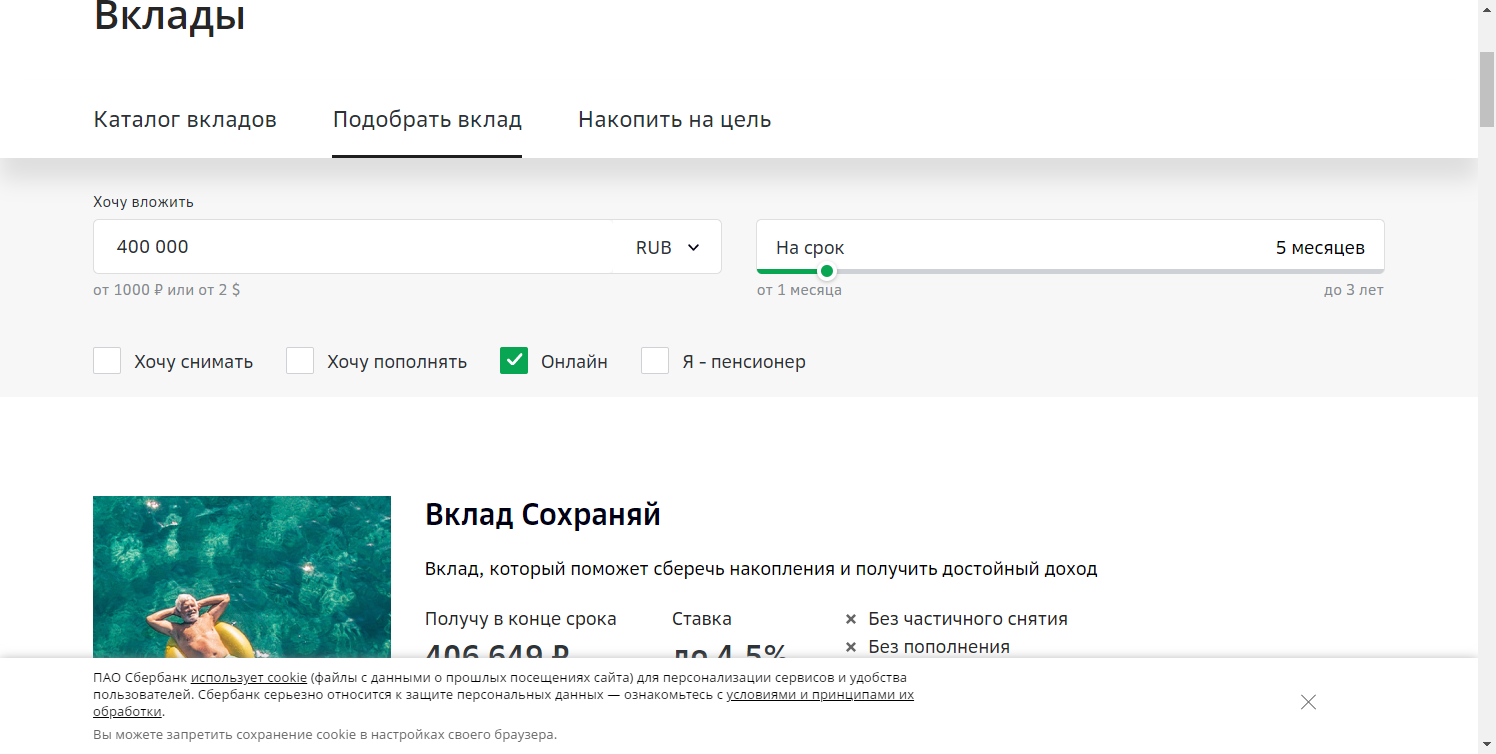 Вклады
Каталог вкладов
Подобрать вклад
Накопить на цель
Хочу вложить
400 000
RUB
На срок
5 месяцев
от 1000 ₽ или от 2 $
от 1 месяца
до 3 лет
Хочу снимать
Хочу пополнять
Онлайн
Я - пенсионер
Вклад Сохраняй
Вклад, который поможет сберечь накопления и получить достойный доход
Получу в конце срока
Ставка
Без частичного снятия
406 649 ₽
до 4,5%
Без пополнения
ПАО Сбербанк использует cookie (файлы с данными о прошлых посещениях сайта) для персонализации сервисов и удобства
пользователей. Сбербанк серьезно относится к защите персональных данных — ознакомьтесь с условиями и принципами их
обработки.
Вы можете запретить сохранение cookie в настройках своего браузера.